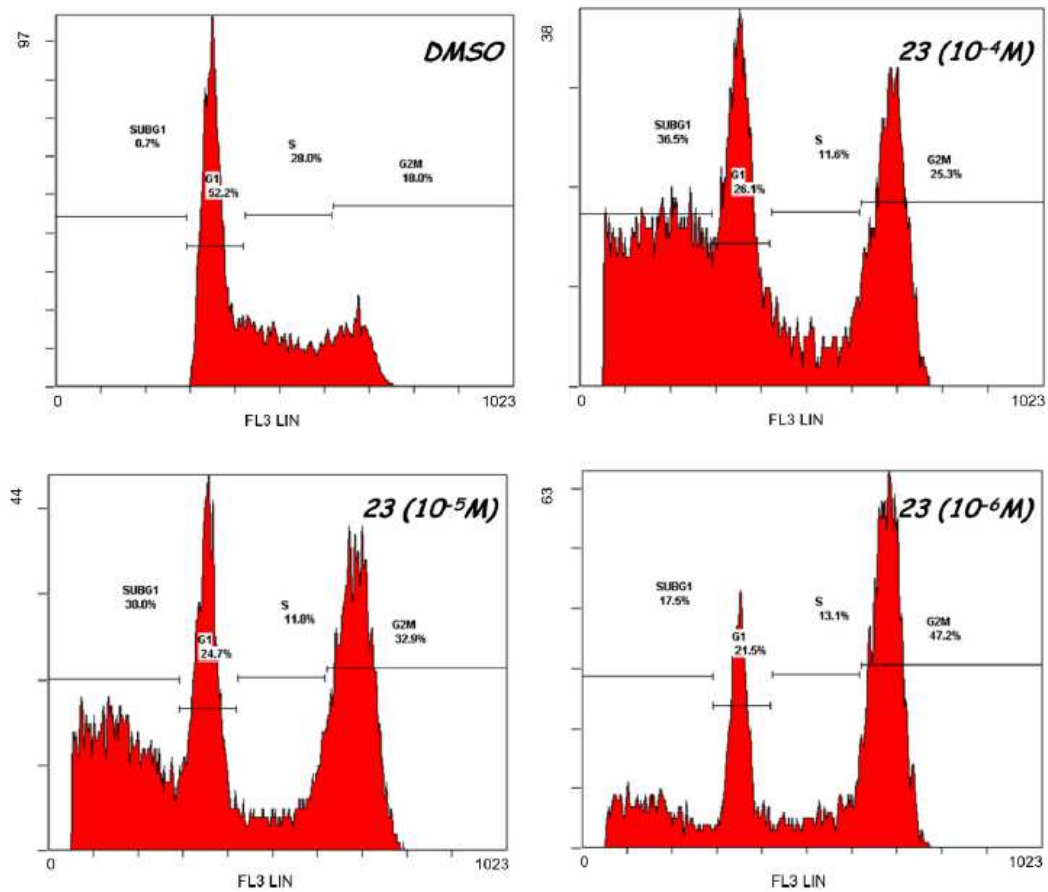 97
DMSO
SUBG1
0.7%
S
28.0%
G2M
18.0%
G1
52.2%
0
1023
FL3 LIN
38
23 (10-4M)
SUBG1
36.5%
S
11.6%
G2M
25.3%
G1
26.1%
0
1023
FL3 LIN
44
23 (10-5M)
SUBG1
30.0%
S
11.8%
G2M
32.9%
G1
24.7%
0
1023
FL3 LIN
63
23 (10-6M)
SUBG1
17.5%
S
13.1%
G2M
47.2%
G1
21.5%
0
1023
FL3 LIN